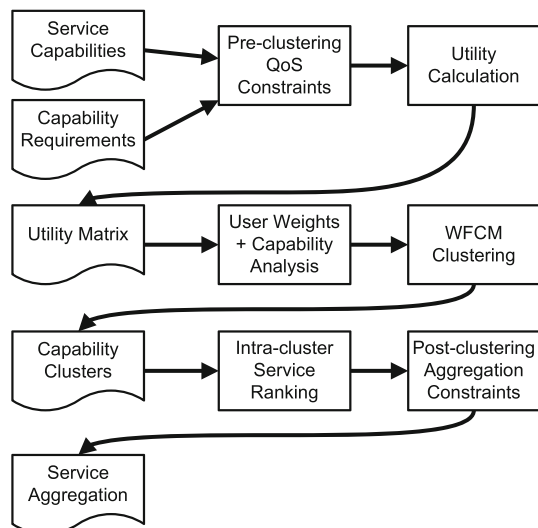 Service
Capabilities
Pre-clustering
QoS
Constraints
Utility
Calculation
Capability
Requirements
Utility Matrix
User Weights
+ Capability
Analysis
WFCM
Clustering
Capability
Clusters
Intra-cluster
Service
Ranking
Post-clustering
Aggregation
Constraints
Service
Aggregation